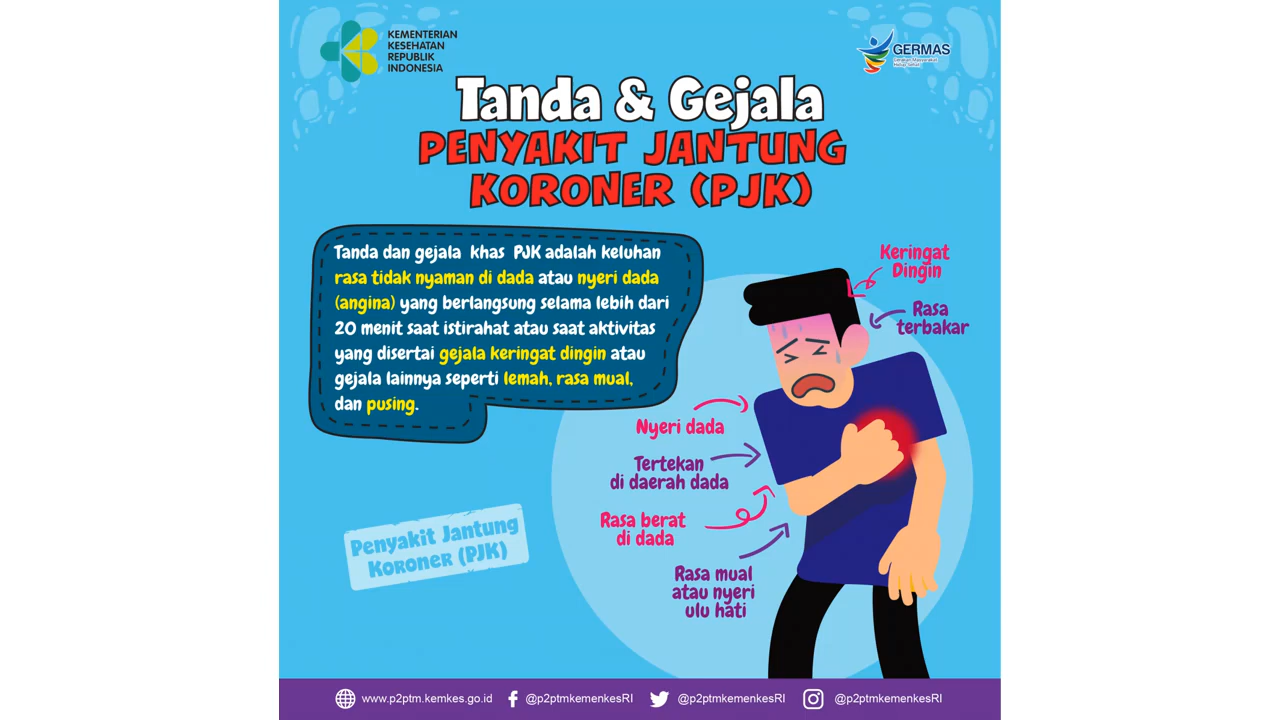 KEMENTERIAN
KESEHATAN
REPUBLIK
INDONESIA
GERMAS
Gerakan Masyarakat
Hidup Sehat
Tanda & Gejala
PENYAKIT JANTUNG
KORONER (PJK)
Tanda dan gejala khas PJK adalah keluhan
rasa tidak nyaman di dada atau nyeri dada
(angina) yang berlangsung selama lebih dari
20 menit saat istirahat atau saat aktivitas
yang disertai gejala keringat dingin atau
gejala lainnya seperti lemah, rasa mual,
dan pusing.
Keringat
Dingin
Rasa
terbakar
Nyeri dada
Tertekan
di daerah dada
Rasa berat
di dada
Rasa mual
atau nyeri
ulu hati
Penyakit Jantung
Koroner (PJK)
www.p2ptm.kemkes.go.id
@p2ptmkemenkesRI
@p2ptmkemenkesRI
@p2ptmkemenkesRI